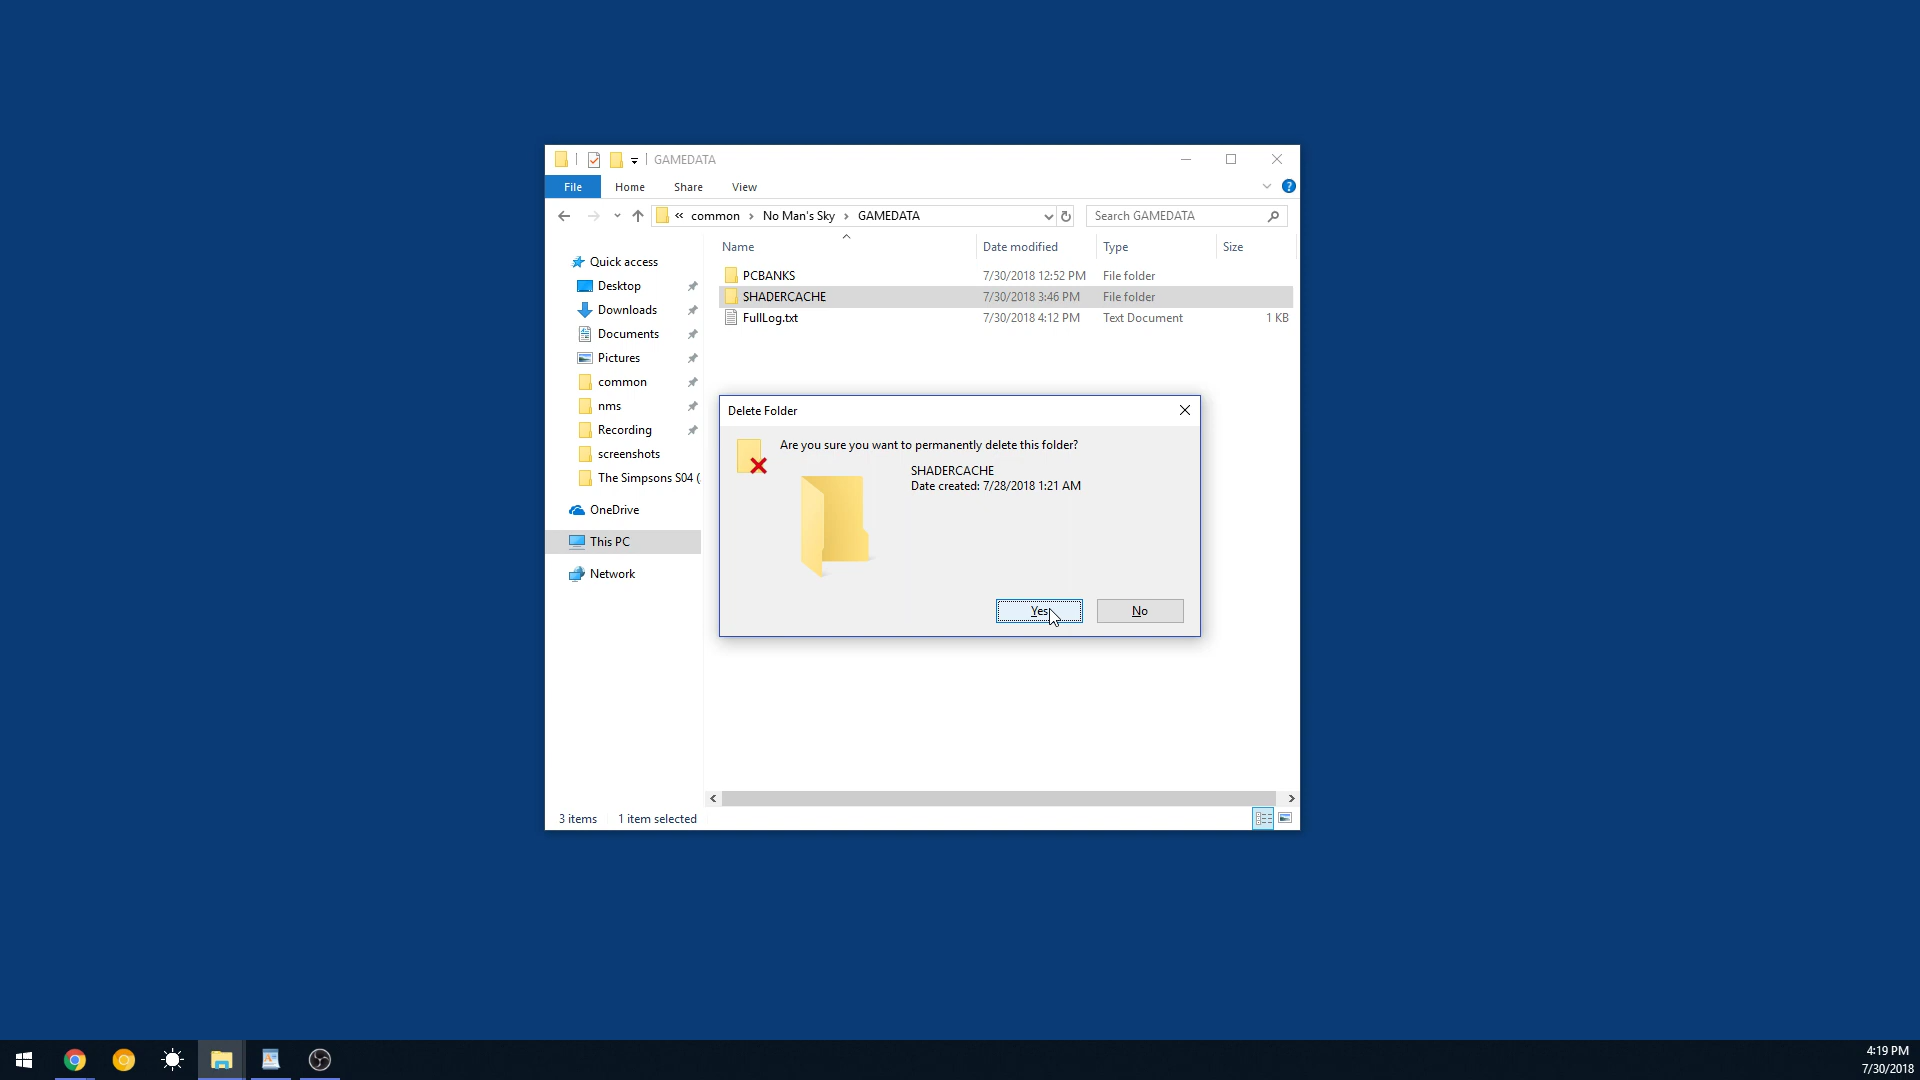 GAMEDATA
File Home Share View
« common › No Man's Sky › GAMEDATA
Search GAMEDATA
Name Date modified Type Size
PCBANKS 7/30/2018 12:52 PM File folder
SHADERCACHE 7/30/2018 3:46 PM File folder
FullLog.txt 7/30/2018 4:12 PM Text Document 1 KB
Quick access
Desktop
Downloads
Documents
Pictures
common
nms
Recording
screenshots
The Simpsons S04 (
OneDrive
This PC
Network
Delete Folder
Are you sure you want to permanently delete this folder?
SHADERCACHE
Date created: 7/28/2018 1:21 AM
Yes No
3 items 1 item selected
4:19 PM
7/30/2018